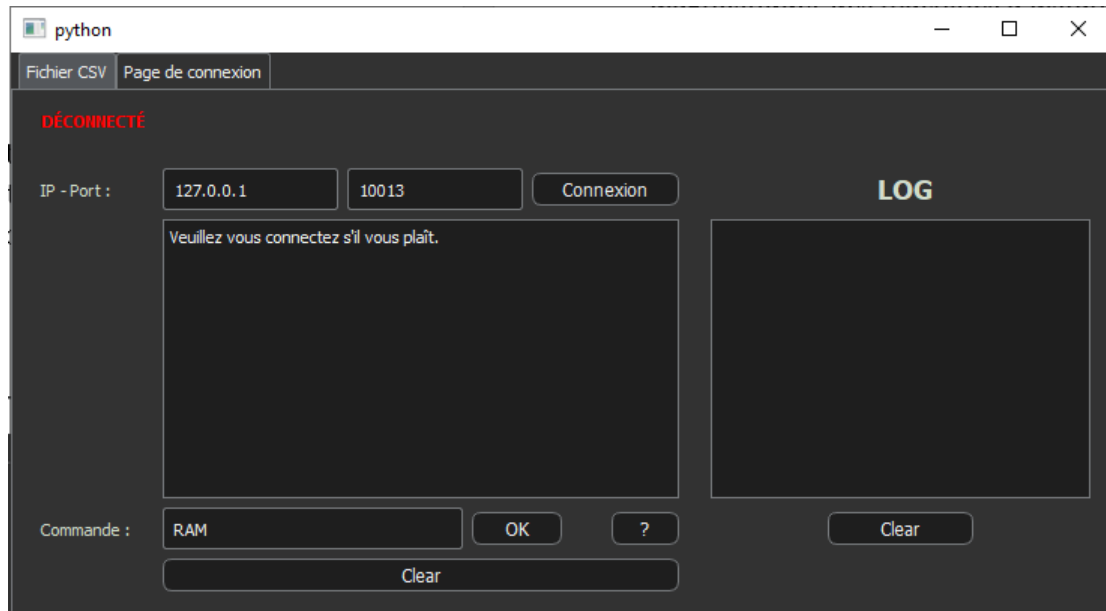 python
Fichier CSV Page de connexion
DÉCONNECTÉ
IP - Port : 127.0.0.1 10013 Connexion LOG
Veuillez vous connectez s'il vous plaît.
Commande : RAM OK ? Clear
Clear